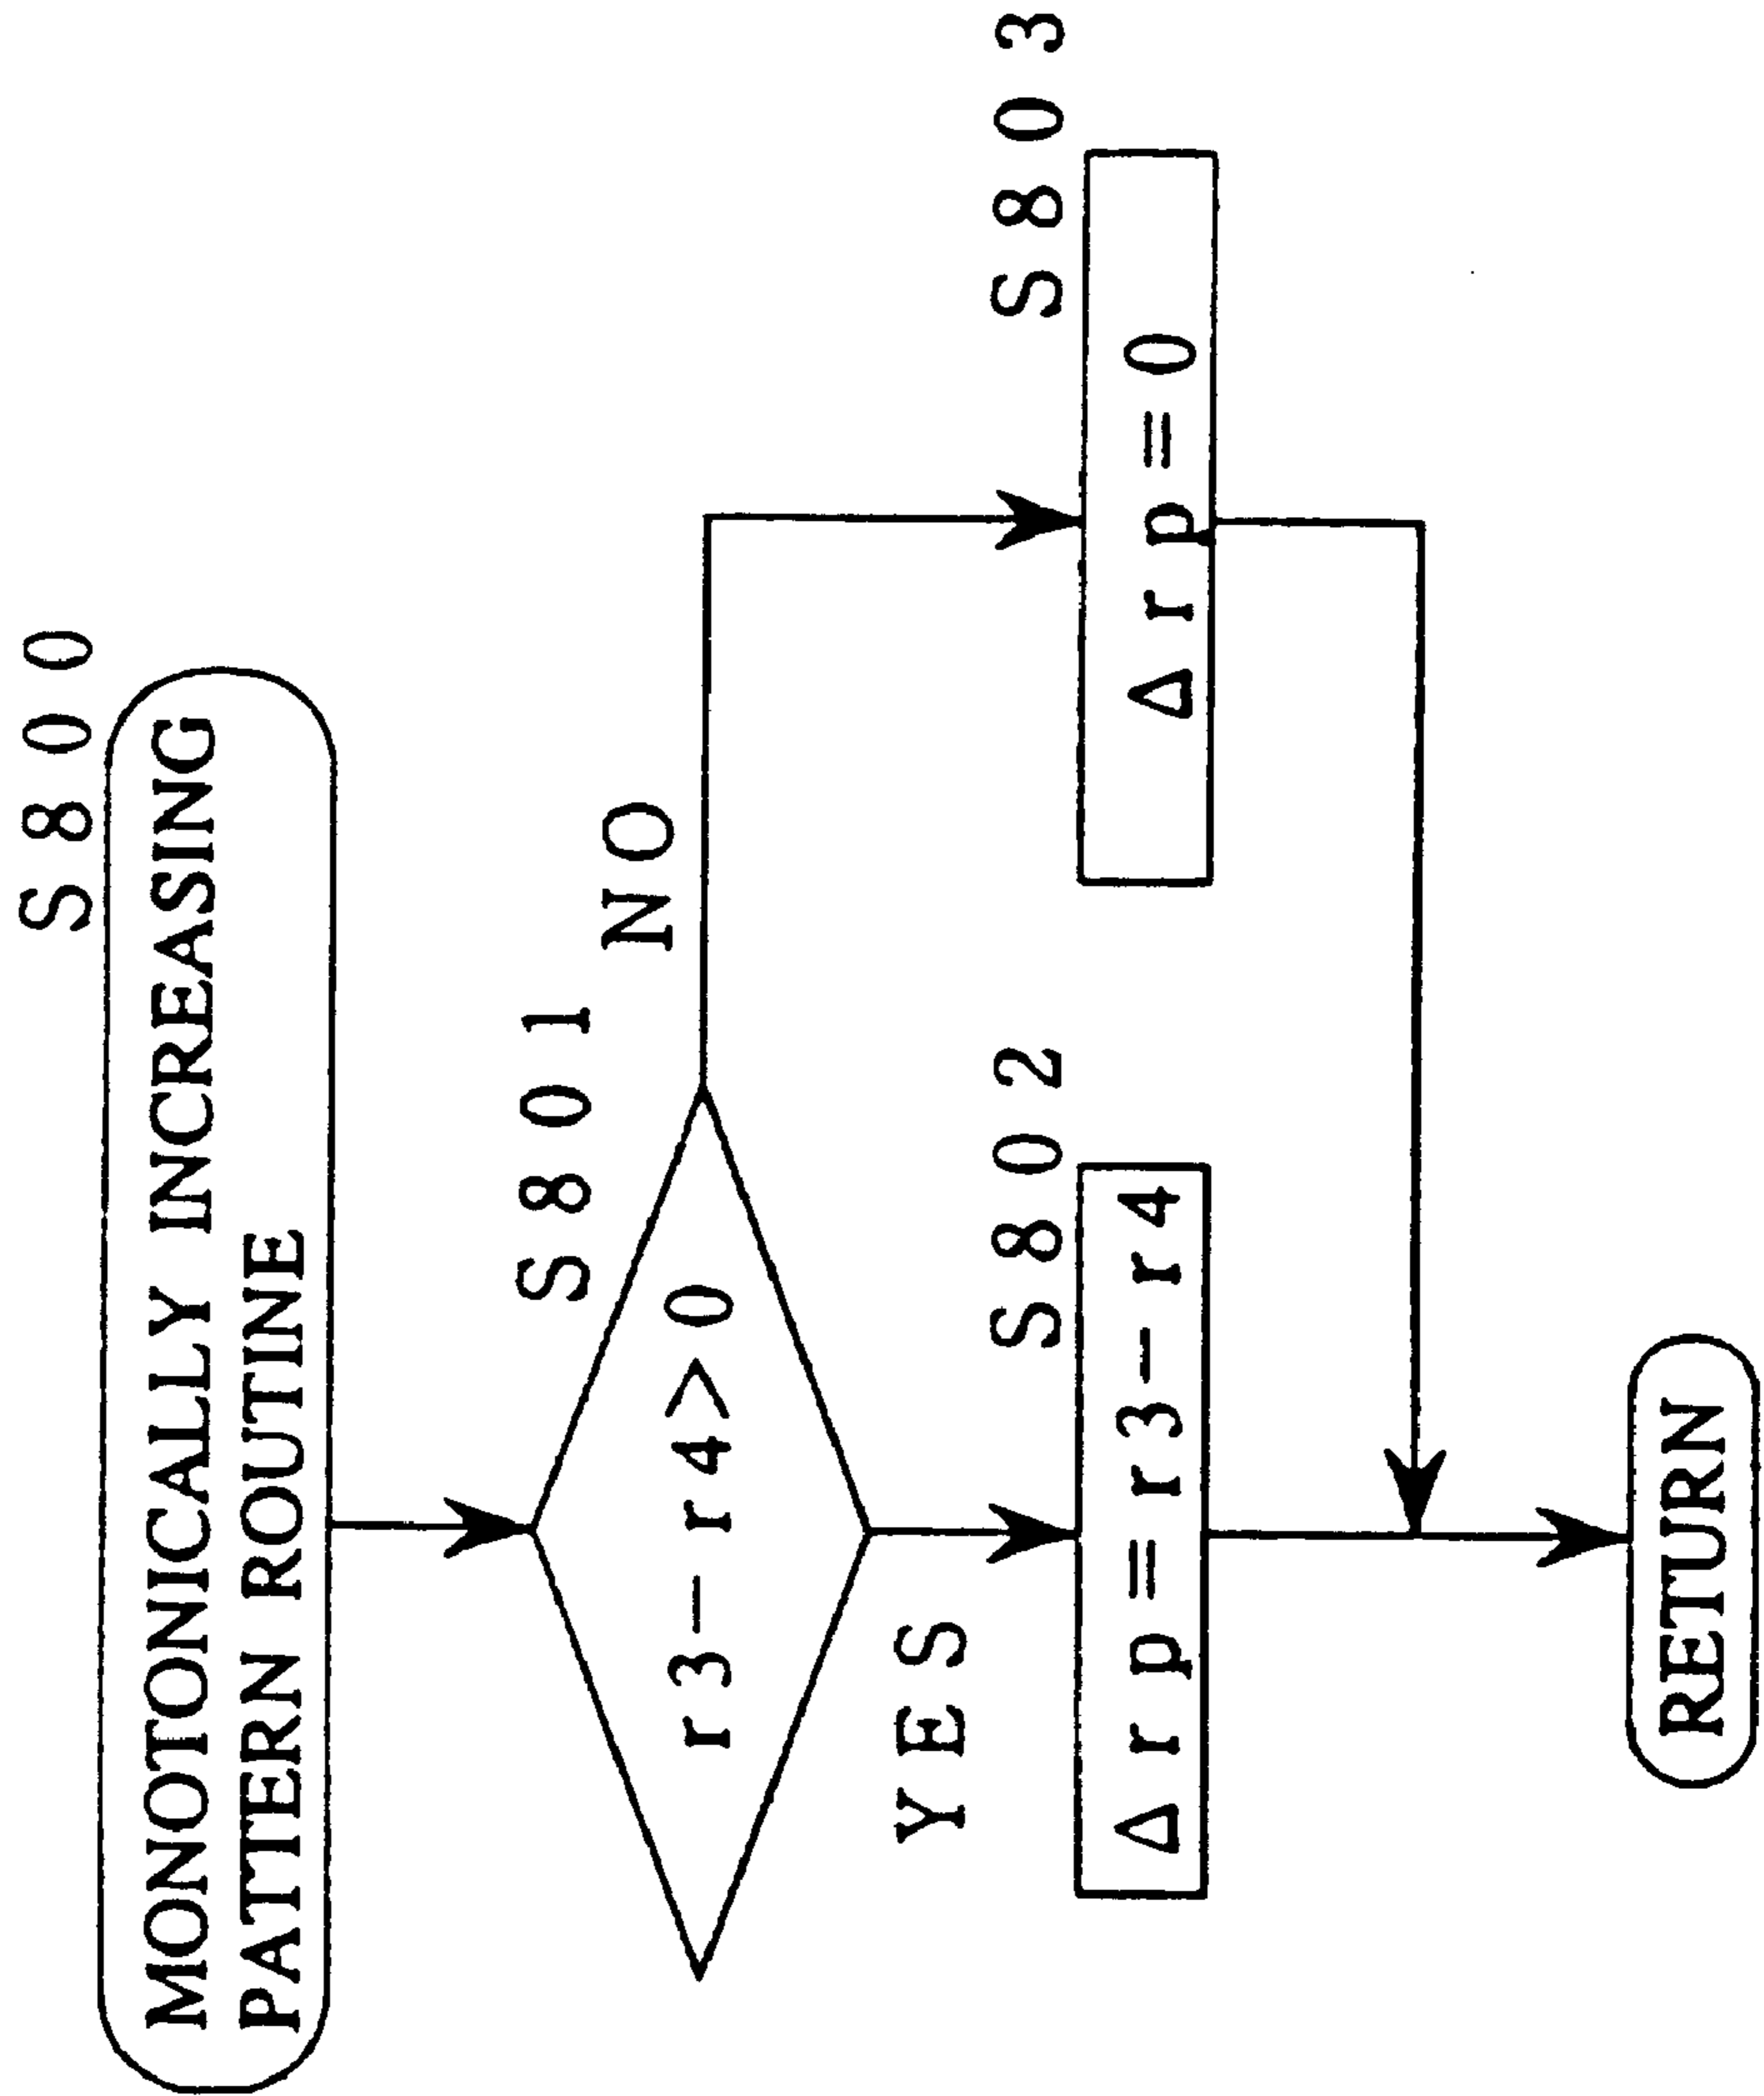 S800
MONOTONICALLY INCREASING
PATTERN ROUTINE
S801
r3-r4>0
NO
YES
S802
Δrp=r3-r4
S803
Δrp=0
RETURN